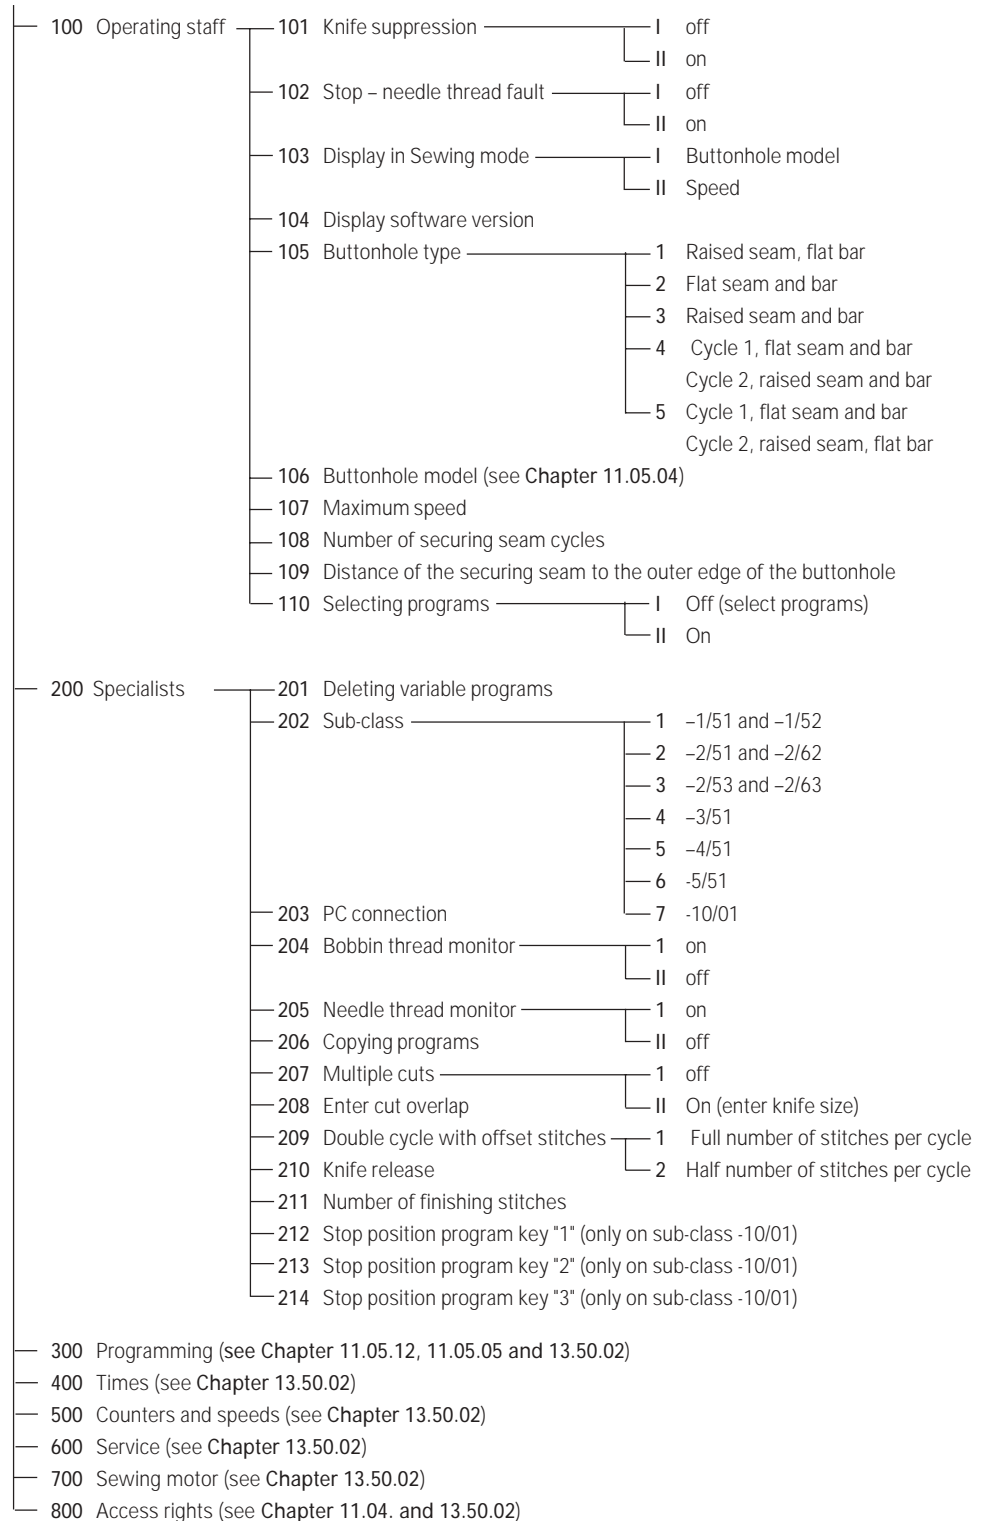 100 Operating staff 101 Knife suppression I off
II on
102 Stop – needle thread fault I off
II on
103 Display in Sewing mode I Buttonhole model
II Speed
104 Display software version
105 Buttonhole type 1 Raised seam, flat bar
2 Flat seam and bar
3 Raised seam and bar
4 Cycle 1, flat seam and bar
Cycle 2, raised seam and bar
5 Cycle 1, flat seam and bar
Cycle 2, raised seam, flat bar
106 Buttonhole model (see Chapter 11.05.04)
107 Maximum speed
108 Number of securing seam cycles
109 Distance of the securing seam to the outer edge of the buttonhole
110 Selecting programs I Off (select programs)
II On
200 Specialists 201 Deleting variable programs
202 Sub-class 1 –1/51 and –1/52
2 –2/51 and –2/62
3 –2/53 and –2/63
4 –3/51
5 –4/51
6 -5/51
203 PC connection 7 -10/01
204 Bobbin thread monitor 1 on
II off
205 Needle thread monitor 1 on
206 Copying programs II off
207 Multiple cuts 1 off
208 Enter cut overlap II On (enter knife size)
209 Double cycle with offset stitches 1 Full number of stitches per cycle
210 Knife release 2 Half number of stitches per cycle
211 Number of finishing stitches
212 Stop position program key "1" (only on sub-class -10/01)
213 Stop position program key "2" (only on sub-class -10/01)
214 Stop position program key "3" (only on sub-class -10/01)
300 Programming (see Chapter 11.05.12, 11.05.05 and 13.50.02)
400 Times (see Chapter 13.50.02)
500 Counters and speeds (see Chapter 13.50.02)
600 Service (see Chapter 13.50.02)
700 Sewing motor (see Chapter 13.50.02)
800 Access rights (see Chapter 11.04. and 13.50.02)